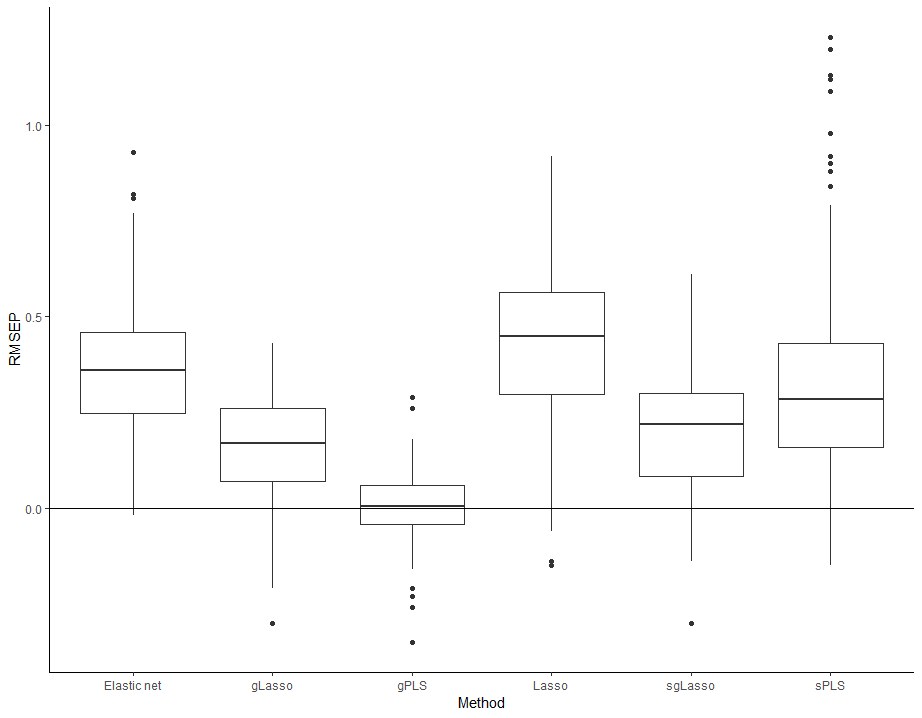 RMSEP
1.0
0.5
0.0
Elastic net gLasso gPLS Lasso sgLasso sPLS
Method